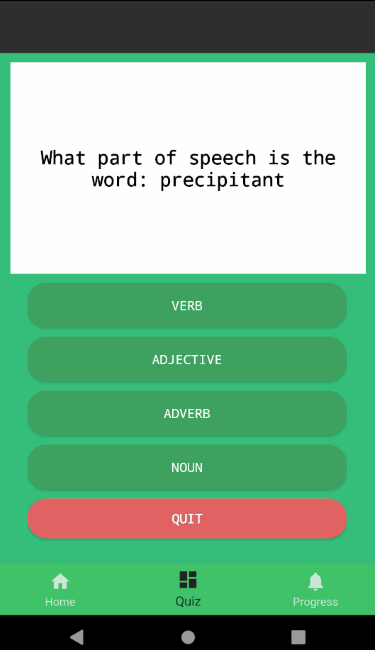 What part of speech is the
word: precipitant
VERB
ADJECTIVE
ADVERB
NOUN
QUIT
Home
Quiz
Progress